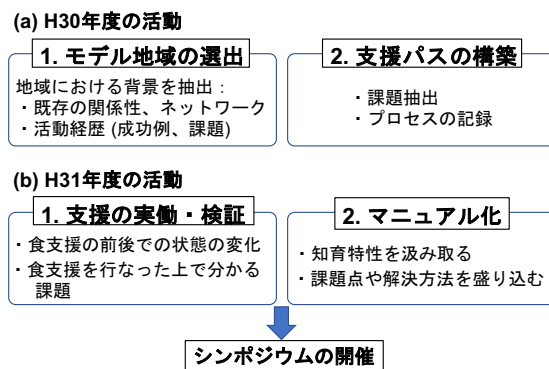 (a) H30年度の活動
1. モデル地域の選出
地域における背景を抽出：
・既存の関係性、ネットワーク
・活動経歴 (成功例、課題)
2. 支援パスの構築
・課題抽出
・プロセスの記録
(b) H31年度の活動
1. 支援の実働・検証
・食支援の前後での状態の変化
・食支援を行なった上で分かる
課題
2. マニュアル化
・知育特性を汲み取る
・課題点や解決方法を盛り込む
シンポジウムの開催